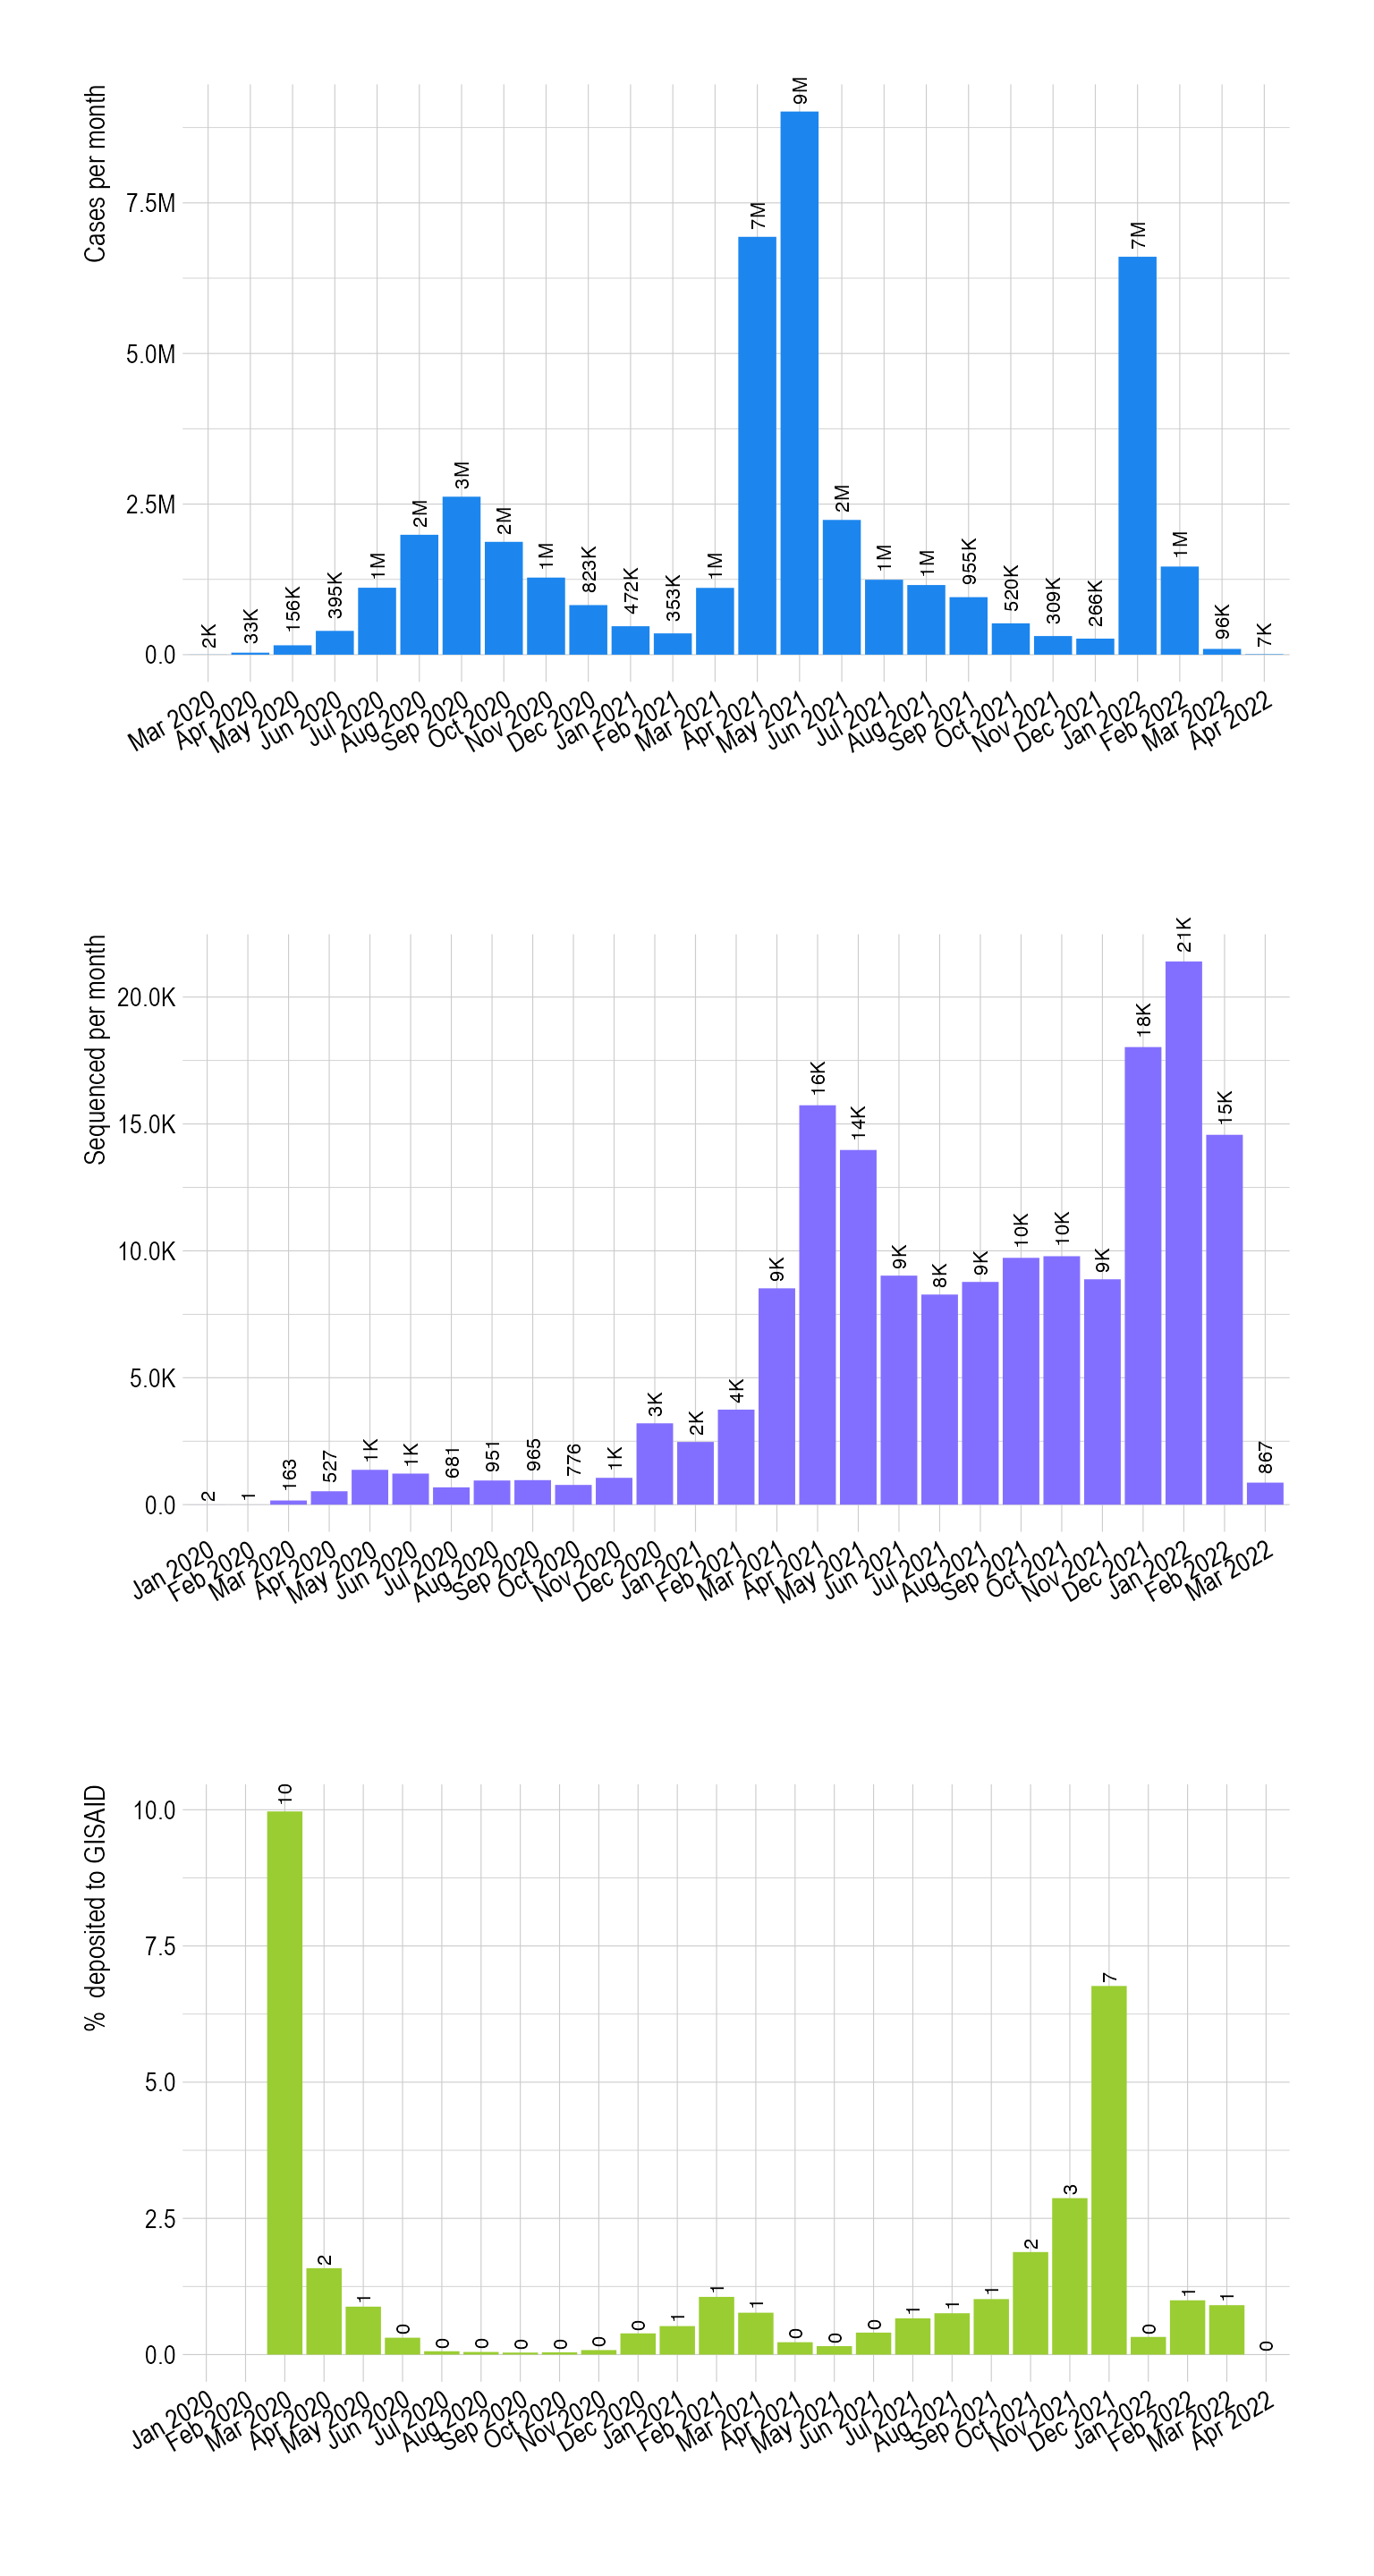 Cases per month
7.5M
5.0M
2.5M
0.0
2K
33K
156K
395K
1M
2M
3M
2M
1M
823K
472K
353K
1M
7M
9M
2M
1M
1M
955K
520K
309K
266K
7M
1M
96K
7K
Mar 2020
Apr 2020
May 2020
Jun 2020
Jul 2020
Aug 2020
Sep 2020
Oct 2020
Nov 2020
Dec 2020
Jan 2021
Feb 2021
Mar 2021
Apr 2021
May 2021
Jun 2021
Jul 2021
Aug 2021
Sep 2021
Oct 2021
Nov 2021
Dec 2021
Jan 2022
Feb 2022
Mar 2022
Apr 2022
Sequenced per month
20.0K
15.0K
10.0K
5.0K
0.0
2
1
163
527
1K
1K
681
951
965
776
1K
3K
2K
4K
9K
16K
14K
9K
8K
9K
10K
10K
9K
18K
21K
15K
867
Jan 2020
Feb 2020
Mar 2020
Apr 2020
May 2020
Jun 2020
Jul 2020
Aug 2020
Sep 2020
Oct 2020
Nov 2020
Dec 2020
Jan 2021
Feb 2021
Mar 2021
Apr 2021
May 2021
Jun 2021
Jul 2021
Aug 2021
Sep 2021
Oct 2021
Nov 2021
Dec 2021
Jan 2022
Feb 2022
Mar 2022
% deposited to GISAID
10.0
7.5
5.0
2.5
0.0
10
2
1
0
0
0
0
0
0
0
1
1
1
0
0
0
1
1
1
2
3
7
0
1
1
0
Jan 2020
Feb 2020
Mar 2020
Apr 2020
May 2020
Jun 2020
Jul 2020
Aug 2020
Sep 2020
Oct 2020
Nov 2020
Dec 2020
Jan 2021
Feb 2021
Mar 2021
Apr 2021
May 2021
Jun 2021
Jul 2021
Aug 2021
Sep 2021
Oct 2021
Nov 2021
Dec 2021
Jan 2022
Feb 2022
Mar 2022
Apr 2022